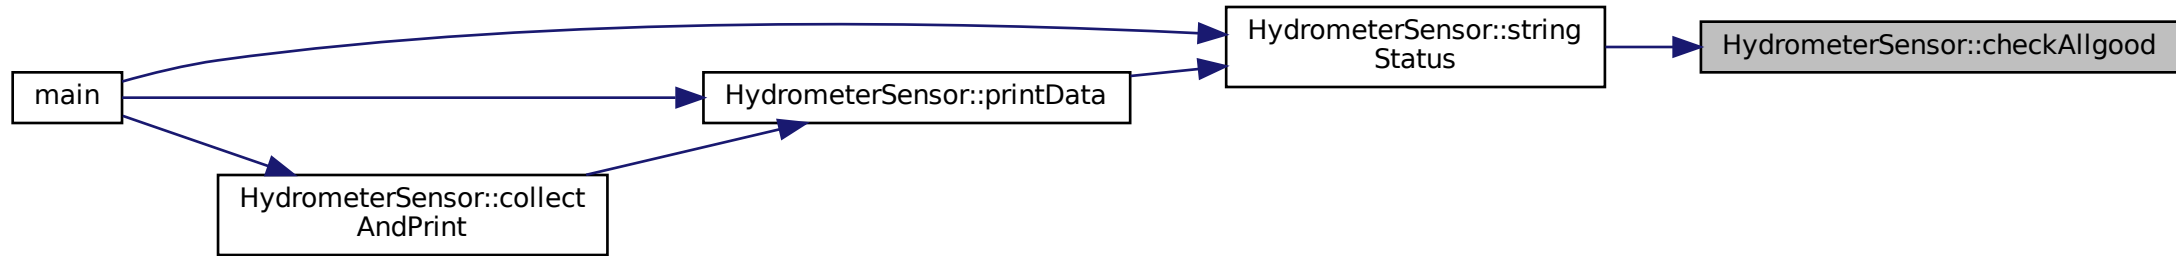 HydrometerSensor::string
Status
HydrometerSensor::checkAllgood
main
HydrometerSensor::printData
HydrometerSensor::collect
AndPrint